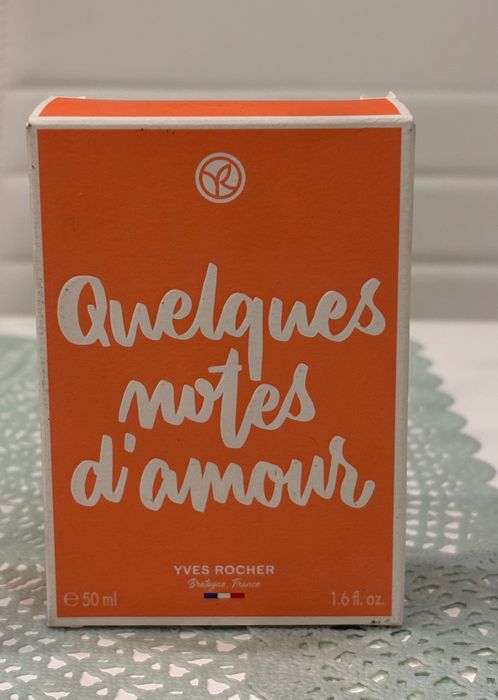 Quelques
notes
d'amour
YVES ROCHER
Bretagne, France
℮ 50 ml 1.6 fl. oz.